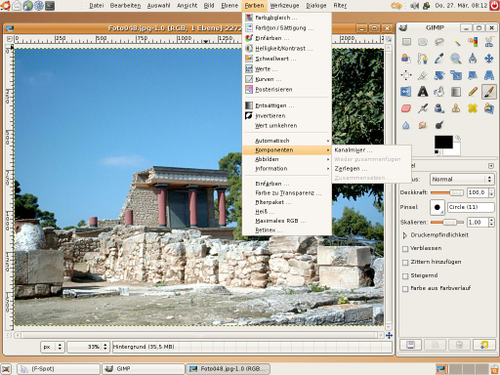 Datei Bearbeiten Auswahl Ansicht Bild Ebene Farben Werkzeuge Dialoge Filter
Do. 27. Mär, 08:12
Foto048.jpg-1.0 (RGB, 1 Ebene) 2272
GIMP
Farbabgleich ...
Farbton / Sättigung ...
Einfärben ...
Helligkeit/Kontrast ...
Schwellwert ...
Werte ...
Kurven ...
Posterisieren
Entsättigen ...
Invertieren
Wert umkehren
Automatisch
Komponenten
Abbilden
Information
Kanalmixer ...
Wieder zusammenfügen
Zerlegen ...
Zusammensetzen
Einfärben ...
Farbe zu Transparenz ...
Filterpaket ...
Heiß ...
Maximales RGB ...
Retinex ...
Modus:
Normal
Deckkraft:
100,0
Pinsel:
Circle (11)
Skalieren:
1,00
Druckempfindlichkeit
Verblassen
Zittern hinzufügen
Steigernd
Farbe aus Farbverlauf
px
33%
Hintergrund (35,5 MB)
(F-Spot)
GIMP
Foto048.jpg-1.0 (RG...